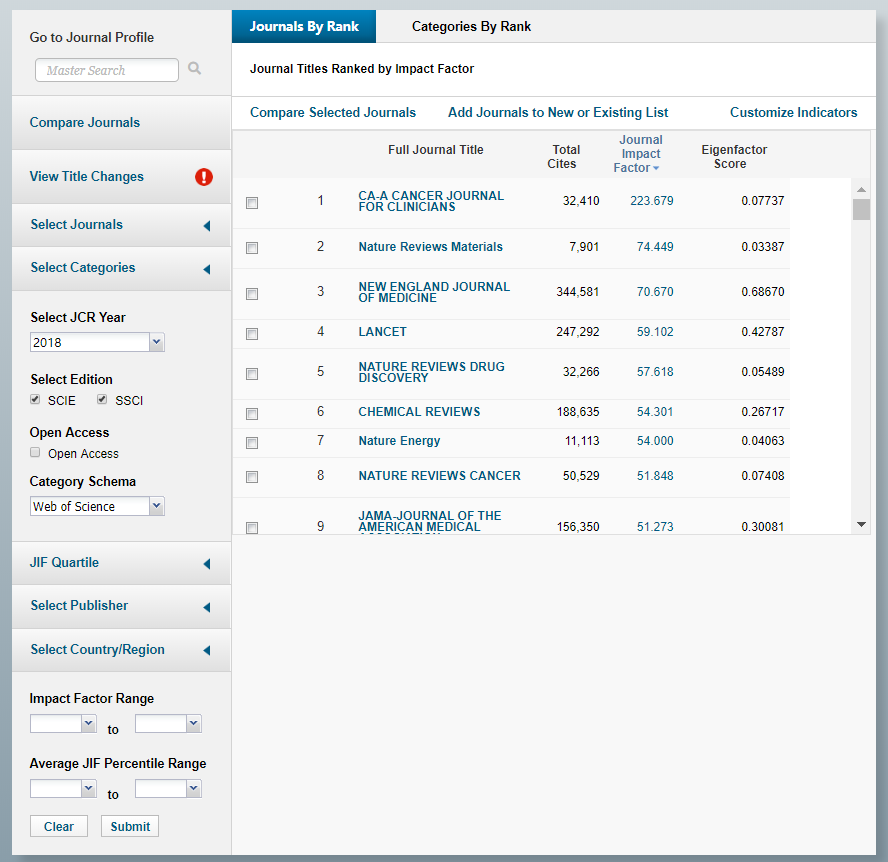 Go to Journal Profile
Master Search
Compare Journals
View Title Changes
Select Journals
Select Categories
Select JCR Year
2018
Select Edition
SCIE SSCI
Open Access
Open Access
Category Schema
Web of Science
JIF Quartile
Select Publisher
Select Country/Region
Impact Factor Range
to
Average JIF Percentile Range
to
Clear Submit
Journals By Rank Categories By Rank
Journal Titles Ranked by Impact Factor
Compare Selected Journals Add Journals to New or Existing List Customize Indicators
Full Journal Title Total Cites Journal Impact Factor Eigenfactor Score
1 CA-A CANCER JOURNAL FOR CLINICIANS 32,410 223.679 0.07737
2 Nature Reviews Materials 7,901 74.449 0.03387
3 NEW ENGLAND JOURNAL OF MEDICINE 344,581 70.670 0.68670
4 LANCET 247,292 59.102 0.42787
5 NATURE REVIEWS DRUG DISCOVERY 32,266 57.618 0.05489
6 CHEMICAL REVIEWS 188,635 54.301 0.26717
7 Nature Energy 11,113 54.000 0.04063
8 NATURE REVIEWS CANCER 50,529 51.848 0.07408
9 JAMA-JOURNAL OF THE AMERICAN MEDICAL 156,350 51.273 0.30081